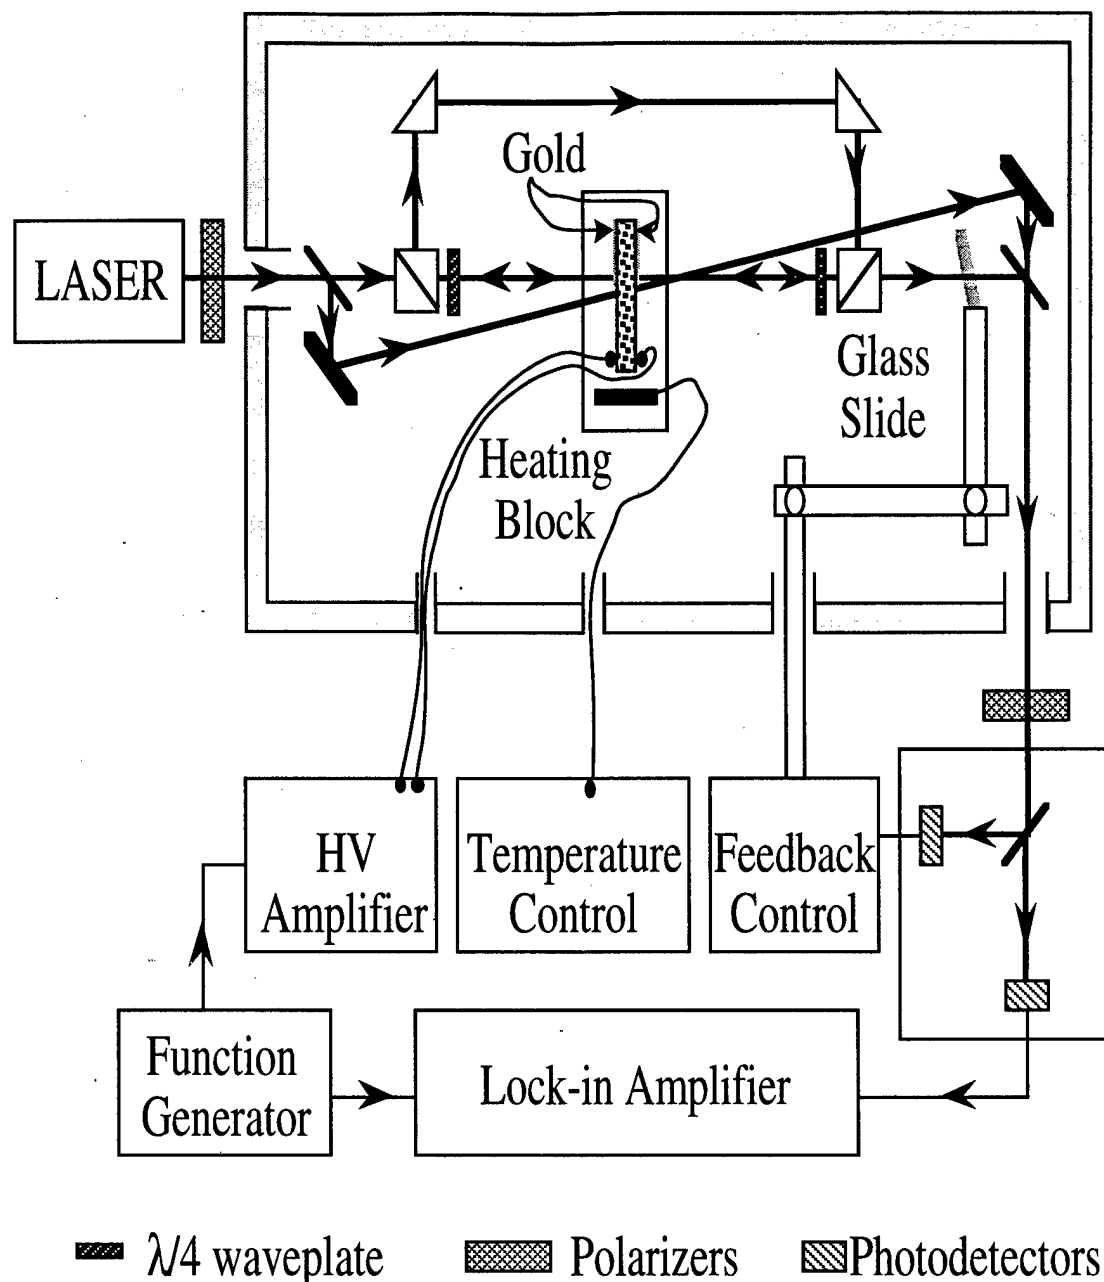 Gold
LASER
Glass
Slide
Heating
Block
HV
Amplifier
Temperature
Control
Feedback
Control
Function
Generator
Lock-in Amplifier
λ/4 waveplate
Polarizers
Photodetectors